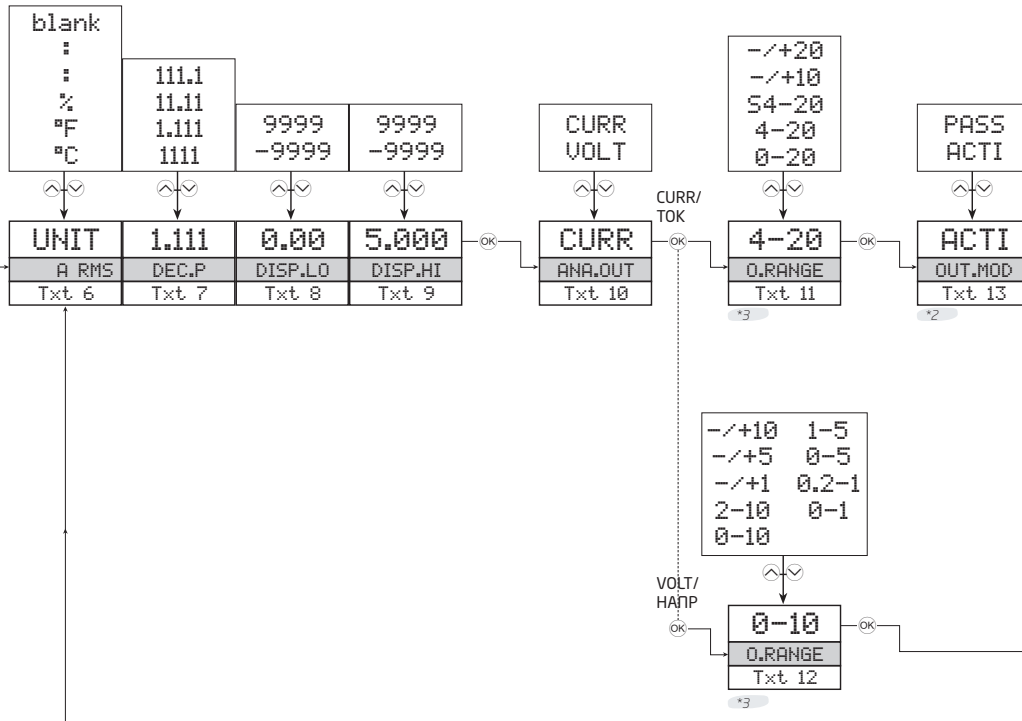 blank
:
:
%
°F
°C
111.1
11.11
1.111
1111
9999
-9999
9999
-9999
CURR
VOLT
-/+20
-/+10
S4-20
4-20
0-20
PASS
ACTI
UNIT
A RMS
Txt 6
1.111
DEC.P
Txt 7
0.00
DISP.LO
Txt 8
5.000
DISP.HI
Txt 9
OK
CURR
ANA.OUT
Txt 10
CURR/
TOK
OK
4-20
O.RANGE
Txt 11
*3
OK
ACTI
OUT.MOD
Txt 13
*2
-/+10 1-5
-/+5 0-5
-/+1 0.2-1
2-10 0-1
0-10
VOLT/
НАПР
OK
0-10
O.RANGE
Txt 12
*3
OK